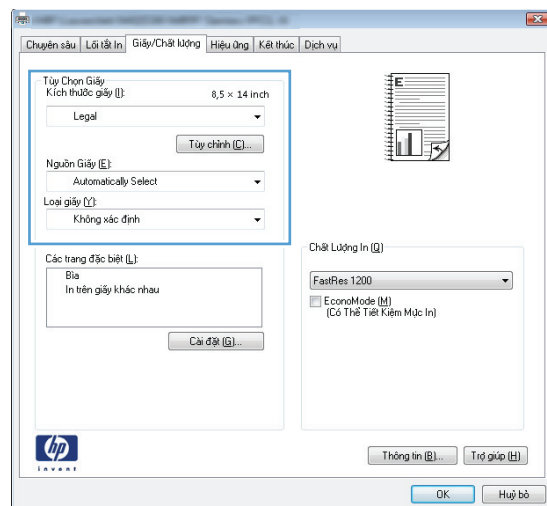 Chuyên sâu Lối tắt In Giấy/Chất lượng Hiệu ứng Kết thúc Dịch vụ
Tùy Chọn Giấy
Kích thước giấy (I): 8,5 × 14 inch
Legal
Tùy chỉnh (C)...
Nguồn Giấy (E):
Automatically Select
Loại giấy (Y):
Không xác định
Các trang đặc biệt (L):
Bìa
In trên giấy khác nhau
Cài đặt (G)...
E
Chất Lượng In (Q)
FastRes 1200
EconoMode (M)
(Có Thể Tiết Kiệm Mực In)
hp
invent
Thông tin (B)... Trợ giúp (H)
OK Huỷ bỏ